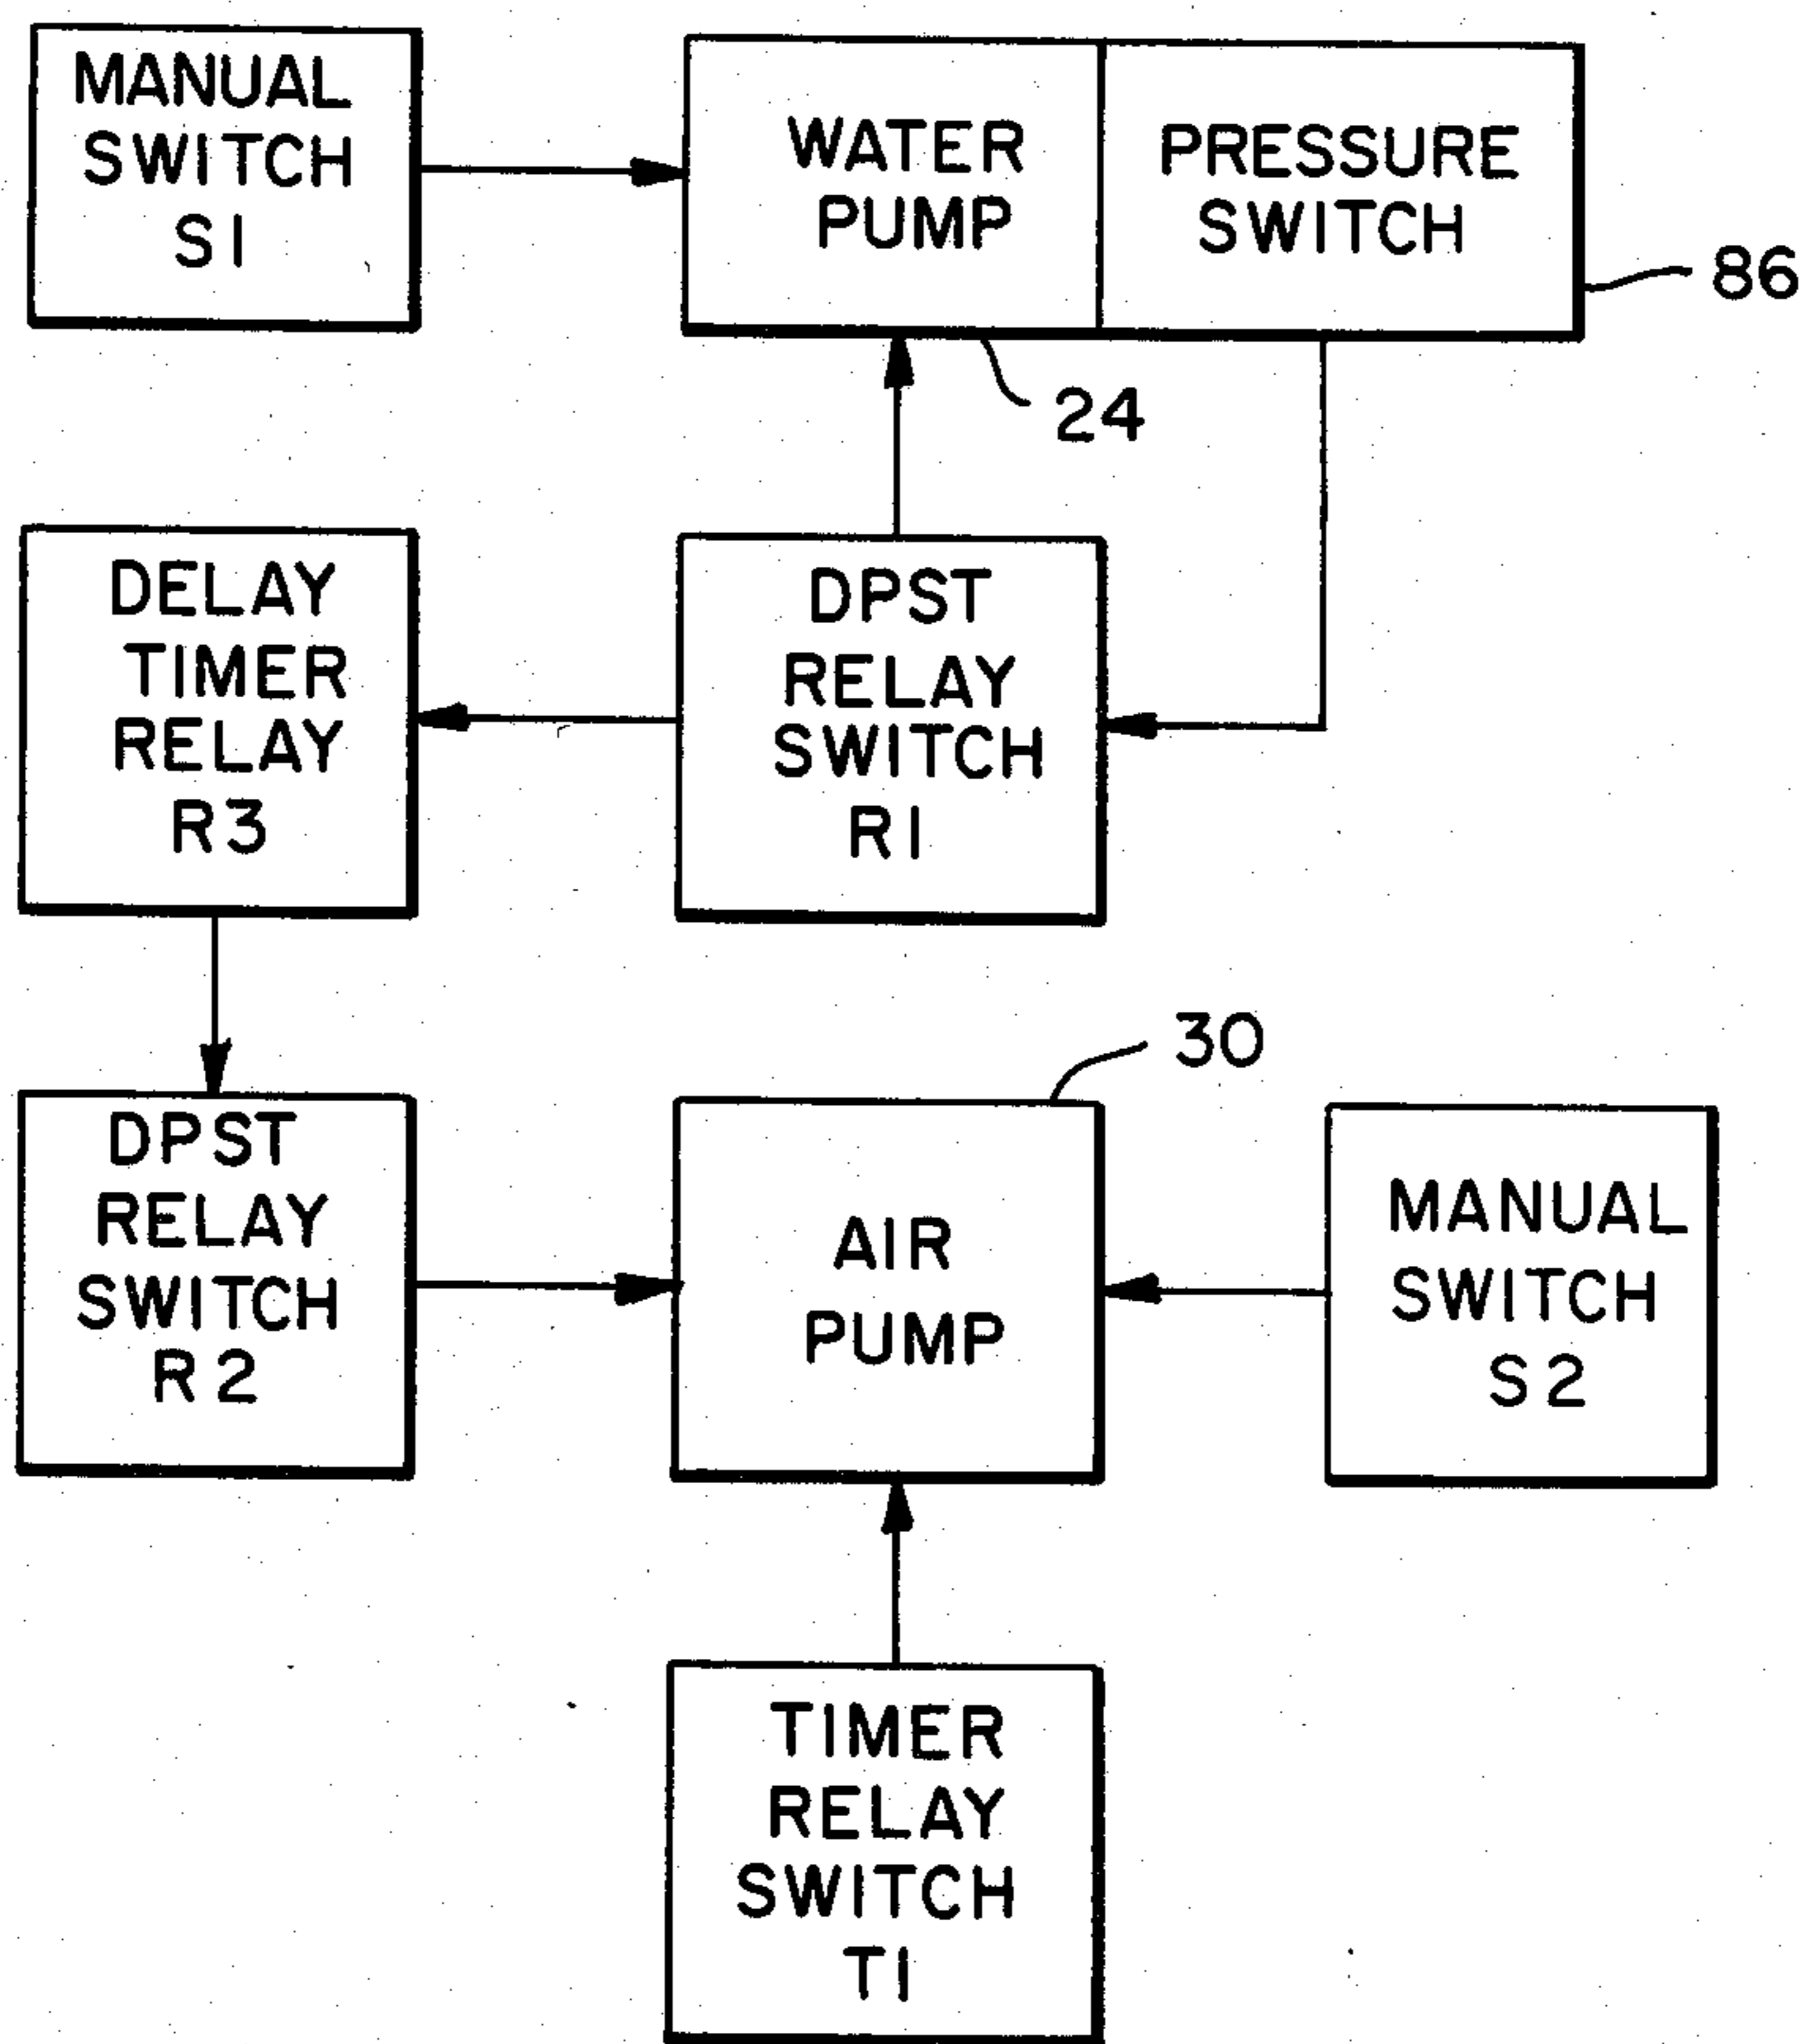 MANUAL
SWITCH
S1
WATER
PUMP
PRESSURE
SWITCH
86
24
DELAY
TIMER
RELAY
R3
DPST
RELAY
SWITCH
R1
30
DPST
RELAY
SWITCH
R2
AIR
PUMP
MANUAL
SWITCH
S2
TIMER
RELAY
SWITCH
T1